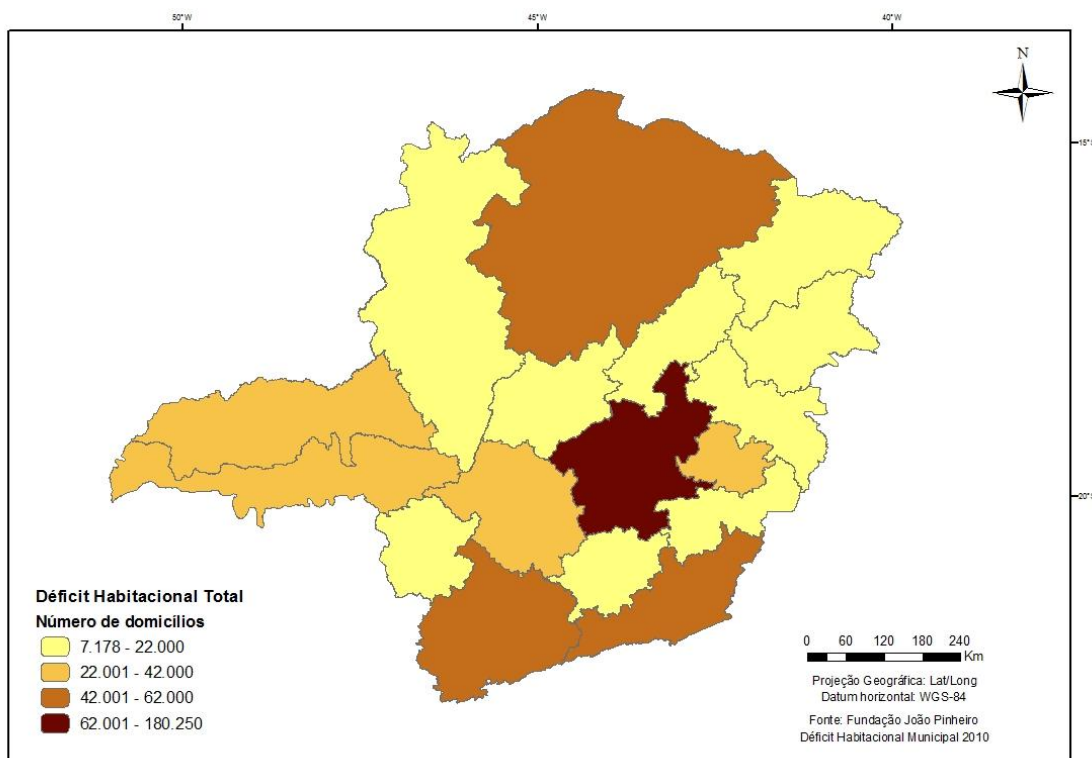 50°W 45°W 40°W
N
15°S
20°S
Déficit Habitacional Total
Número de domicílios
7.178 - 22.000
22.001 - 42.000
42.001 - 62.000
62.001 - 180.250
0 30 60 120 180 240
Km
Projeção Geográfica: Lat/Long
Datum horizontal: WGS-84
Fonte: Fundação João Pinheiro
Déficit Habitacional Municipal 2010